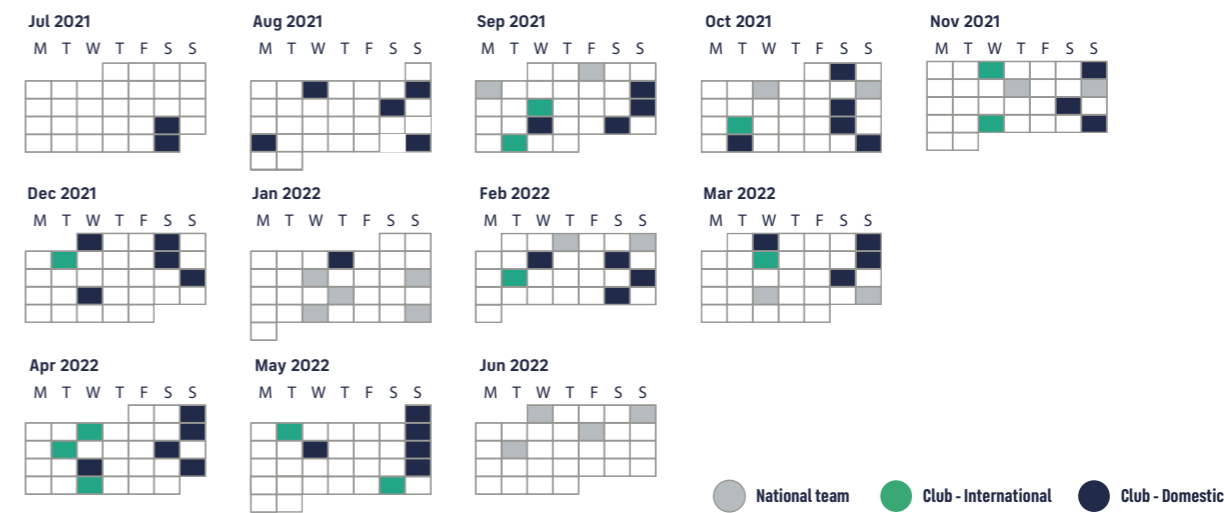 Jul 2021
M T W T F S S
Aug 2021
M T W T F S S
Sep 2021
M T W T F S S
Oct 2021
M T W T F S S
Nov 2021
M T W T F S S
Dec 2021
M T W T F S S
Jan 2022
M T W T F S S
Feb 2022
M T W T F S S
Mar 2022
M T W T F S S
Apr 2022
M T W T F S S
May 2022
M T W T F S S
Jun 2022
M T W T F S S
National team
Club - International
Club - Domestic